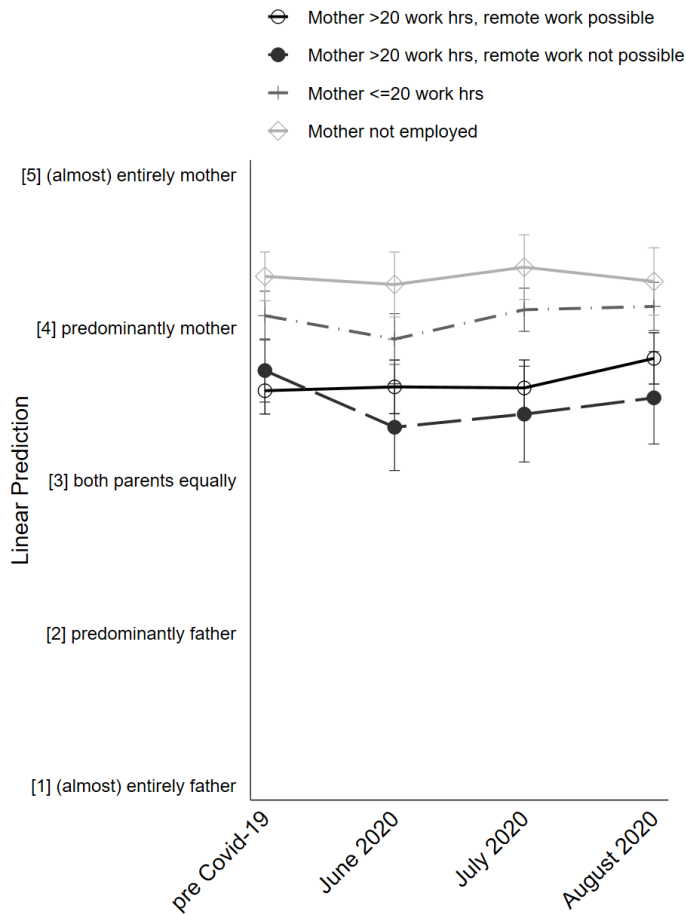 Mother >20 work hrs, remote work possible
Mother >20 work hrs, remote work not possible
Mother <=20 work hrs
Mother not employed
[5] (almost) entirely mother
[4] predominantly mother
[3] both parents equally
[2] predominantly father
[1] (almost) entirely father
Linear Prediction
pre Covid-19
June 2020
July 2020
August 2020